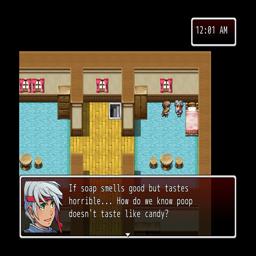 12:01 AM
If soap smells good but tastes
horrible... How do we know poop
doesn't taste like candy?